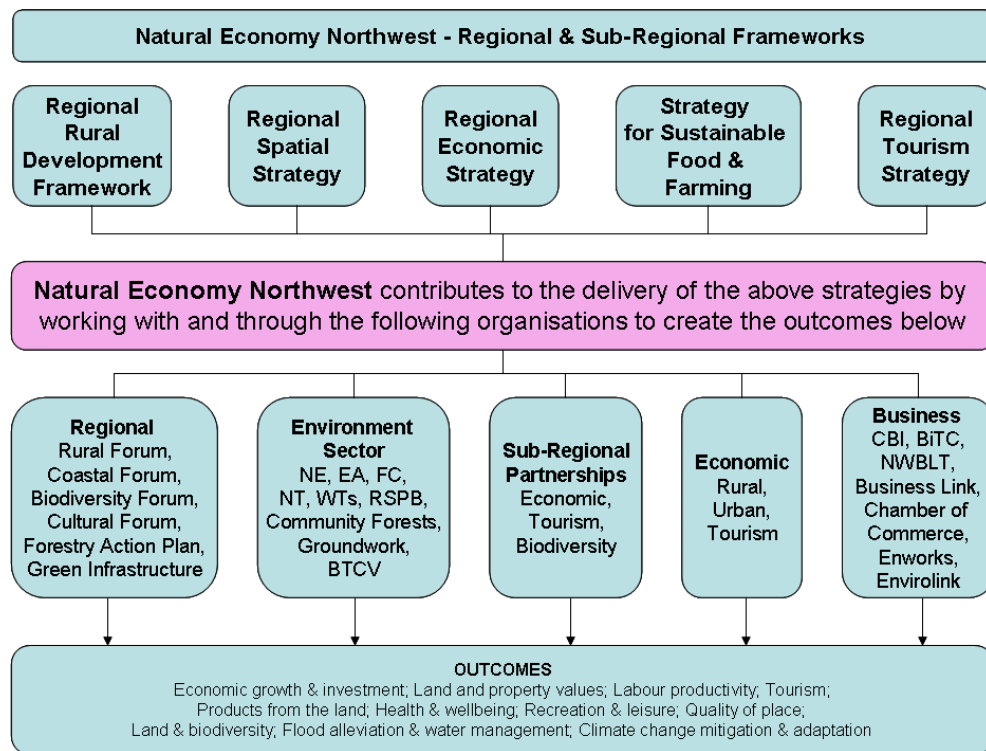 Natural Economy Northwest - Regional & Sub-Regional Frameworks
Regional
Rural
Development
Framework
Regional
Spatial
Strategy
Regional
Economic
Strategy
Strategy
for Sustainable
Food &
Farming
Regional
Tourism
Strategy
Natural Economy Northwest contributes to the delivery of the above strategies by
working with and through the following organisations to create the outcomes below
Regional
Rural Forum,
Coastal Forum,
Biodiversity Forum,
Cultural Forum,
Forestry Action Plan,
Green Infrastructure
Environment
Sector
NE, EA, FC,
NT, WTs, RSPB,
Community Forests,
Groundwork,
BTCV
Sub-Regional
Partnerships
Economic,
Tourism,
Biodiversity
Economic
Rural,
Urban,
Tourism
Business
CBI, BiTC,
NWBLT,
Business Link,
Chamber of
Commerce,
Enworks,
Envirolink
OUTCOMES
Economic growth & investment; Land and property values; Labour productivity; Tourism;
Products from the land; Health & wellbeing; Recreation & leisure; Quality of place;
Land & biodiversity; Flood alleviation & water management; Climate change mitigation & adaptation